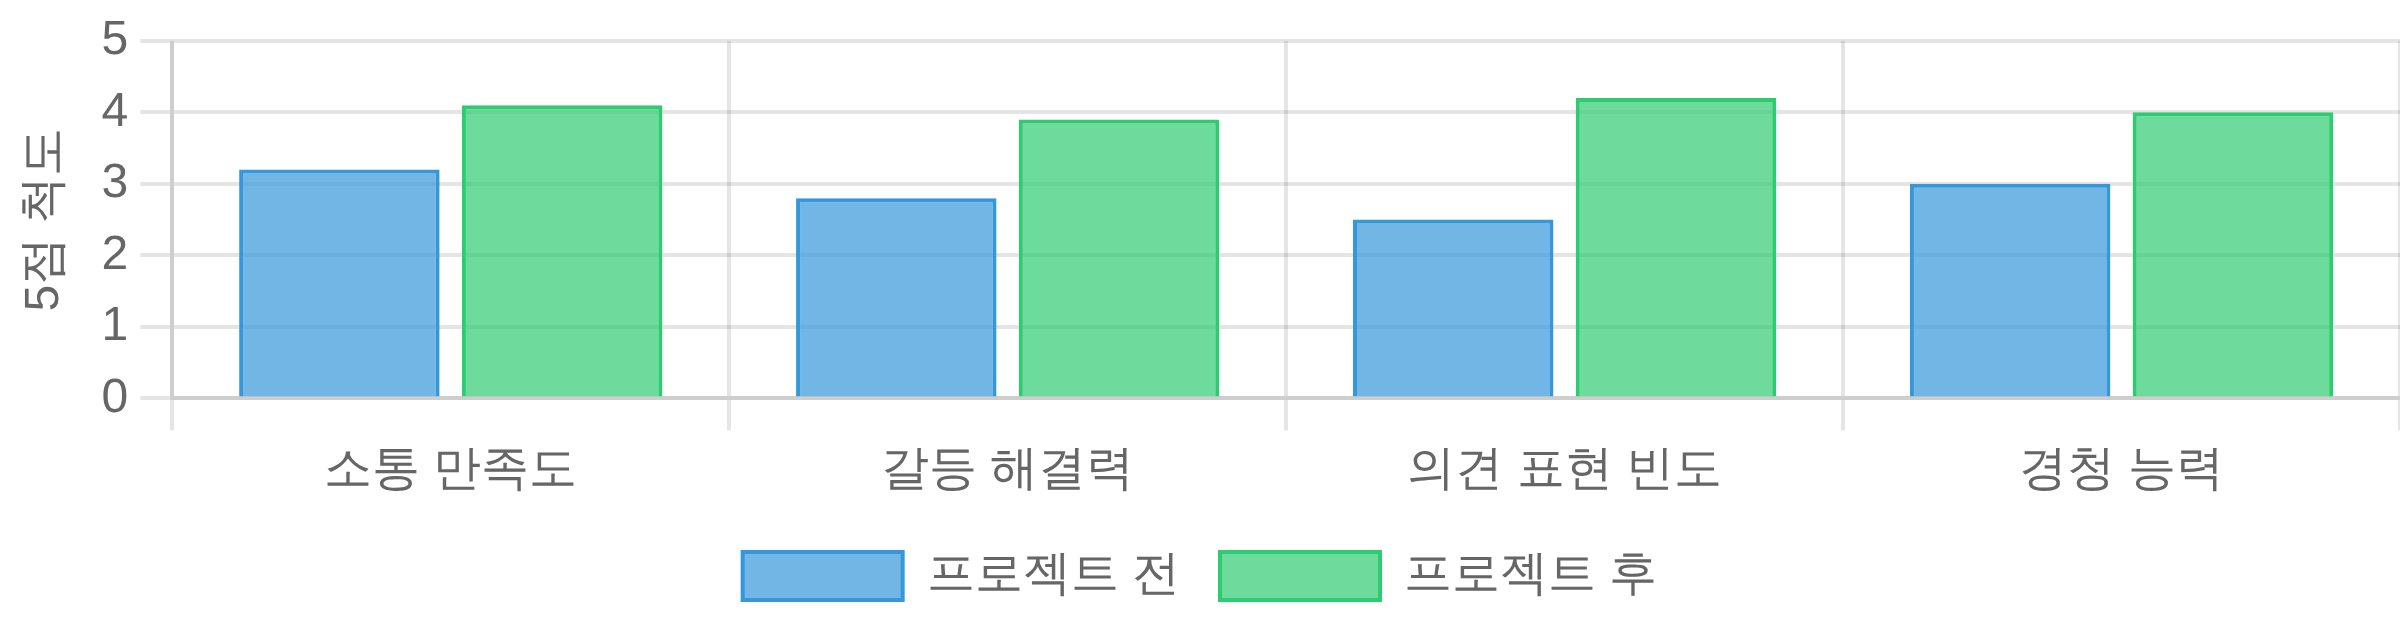 5점 척도
5
4
3
2
1
0
소통 만족도
갈등 해결력
의견 표현 빈도
경청 능력
프로젝트 전
프로젝트 후